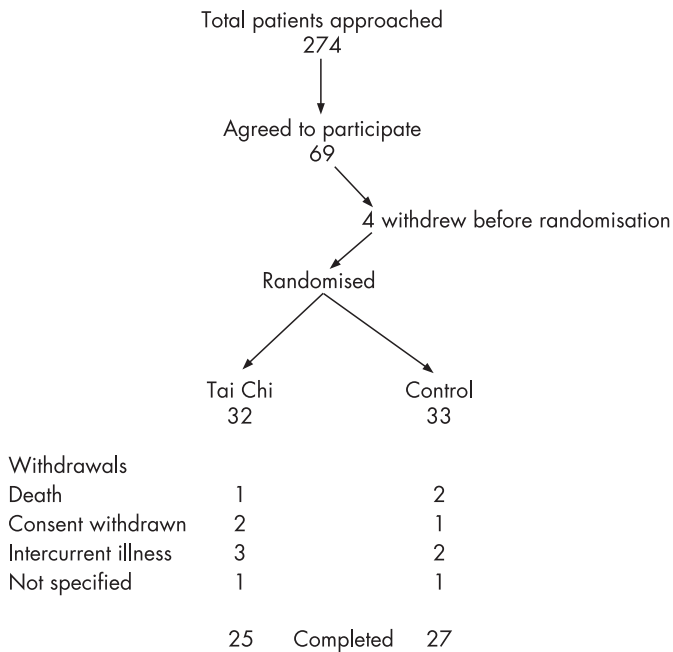 Total patients approached
274
Agreed to participate
69
4 withdrew before randomisation
Randomised
Tai Chi Control
32 33
Withdrawals
Death 1 2
Consent withdrawn 2 1
Intercurrent illness 3 2
Not specified 1 1
25 Completed 27